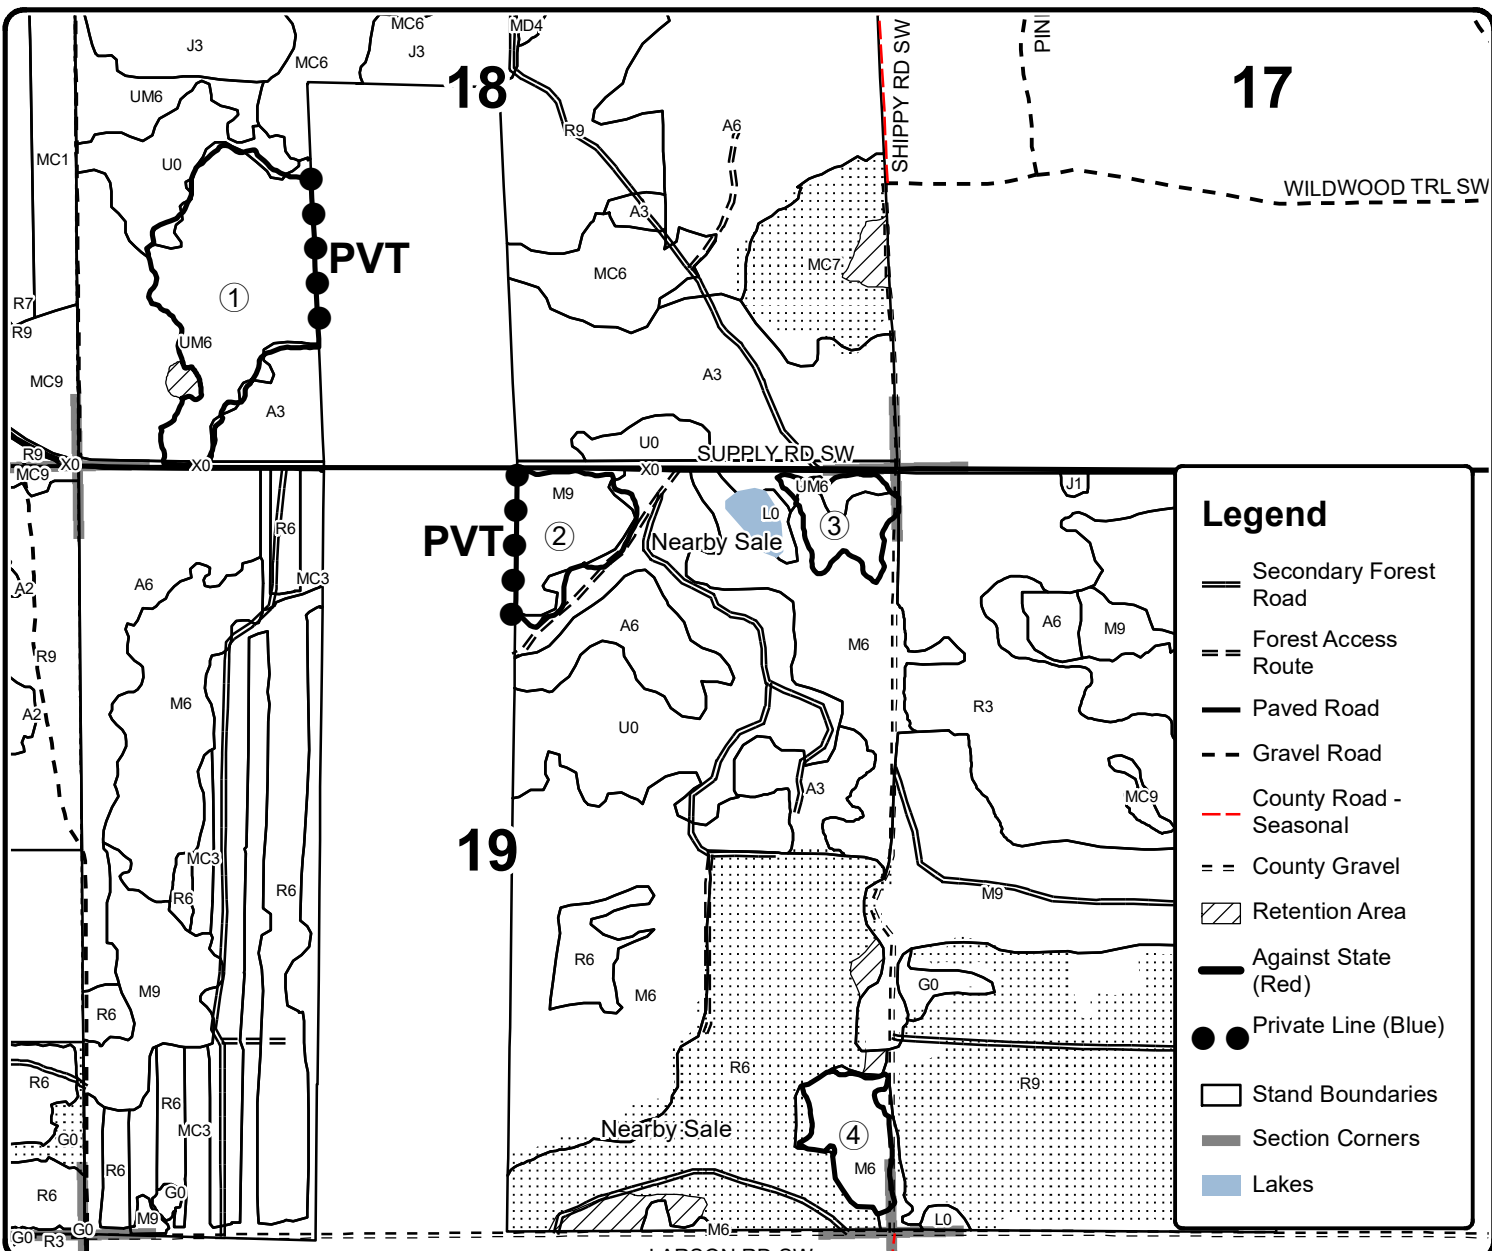 MC6
MD4
J3
J3
18
MC6
17
UM6
SHIPPY RD SW
PIN
R9
A6
MC1
U0
WILDWOOD TRL SW
A3
PVT
MC6
MC7
1
R7
R9
UM6
MC9
A3
A3
U0
SUPPLY RD SW
R9
X0
X0
X0
MC9
UM6
J1
M9
L0
R6
3
PVT
2
Nearby Sale
MC3
A2
A6
A6
A6
M9
M6
R9
M6
A2
R3
U0
A3
MC9
19
MC3
R6
R6
M9
R6
G0
M9
M6
R6
R6
R6
R9
R6
MC3
Nearby Sale
4
G0
M6
R6
R6
G0
M9
L0
G0
M6
G0
R3
LARSON RD SW
Legend
Secondary Forest
Road
Forest Access
Route
Paved Road
Gravel Road
County Road -
Seasonal
County Gravel
Retention Area
Against State
(Red)
Private Line (Blue)
Stand Boundaries
Section Corners
Lakes